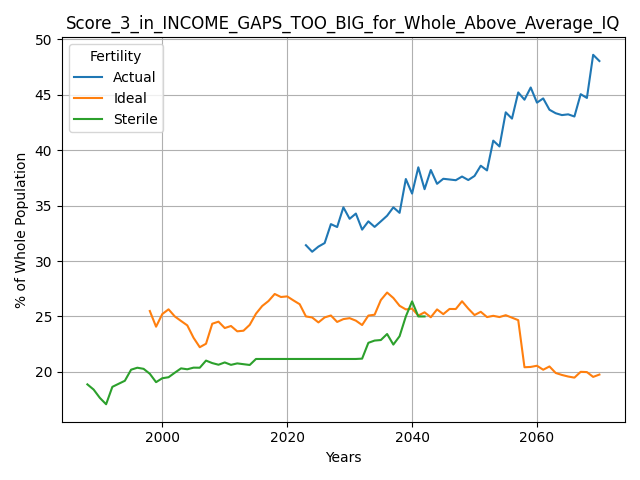 Score_3_in_INCOME_GAPS_TOO_BIG_for_Whole_Above_Average_IQ
50
Fertility
Actual
Ideal
Sterile
45
40
35
30
25
20
% of Whole Population
2000
2020
2040
2060
Years